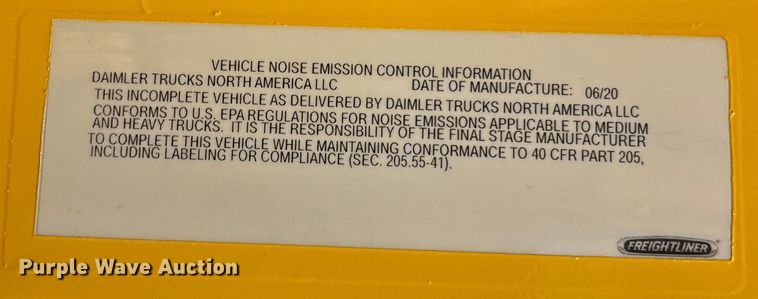 VEHICLE NOISE EMISSION CONTROL INFORMATION
DAIMLER TRUCKS NORTH AMERICA LLC DATE OF MANUFACTURE: 06/20
THIS INCOMPLETE VEHICLE AS DELIVERED BY DAIMLER TRUCKS NORTH AMERICA LLC
CONFORMS TO U.S. EPA REGULATIONS FOR NOISE EMISSIONS APPLICABLE TO MEDIUM
AND HEAVY TRUCKS. IT IS THE RESPONSIBILITY OF THE FINAL STAGE MANUFACTURER
TO COMPLETE THIS VEHICLE WHILE MAINTAINING CONFORMANCE TO 40 CFR PART 205,
INCLUDING LABELING FOR COMPLIANCE (SEC. 205.55-41).
FREIGHTLINER
Purple Wave Auction